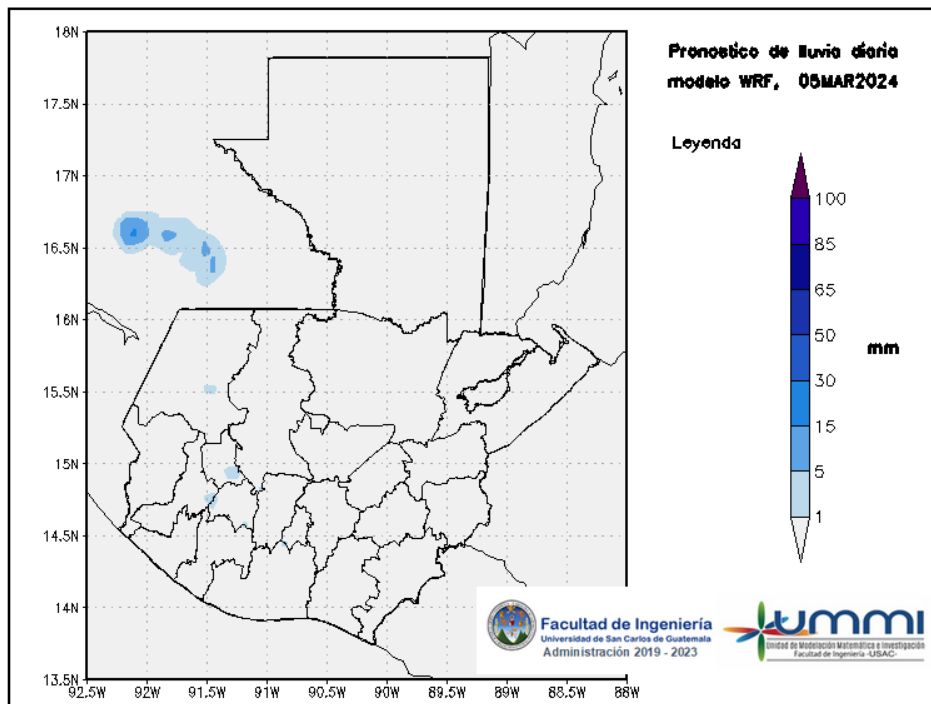 18N
17.5N
17N
16.5N
16N
15.5N
15N
14.5N
14N
13.5N
92.5W
92W
91.5W
91W
90.5W
90W
89.5W
89W
88.5W
88W
Pronostico de lluvia diaria
modelo WRF, 05MAR2024
Leyenda
100
85
65
50
30
15
5
1
mm
Facultad de Ingeniería
Universidad de San Carlos de Guatemala
Administración 2019 - 2023
ummi
Unidad de Modelación Matemática e Investigación
Facultad de Ingeniería -USAC-